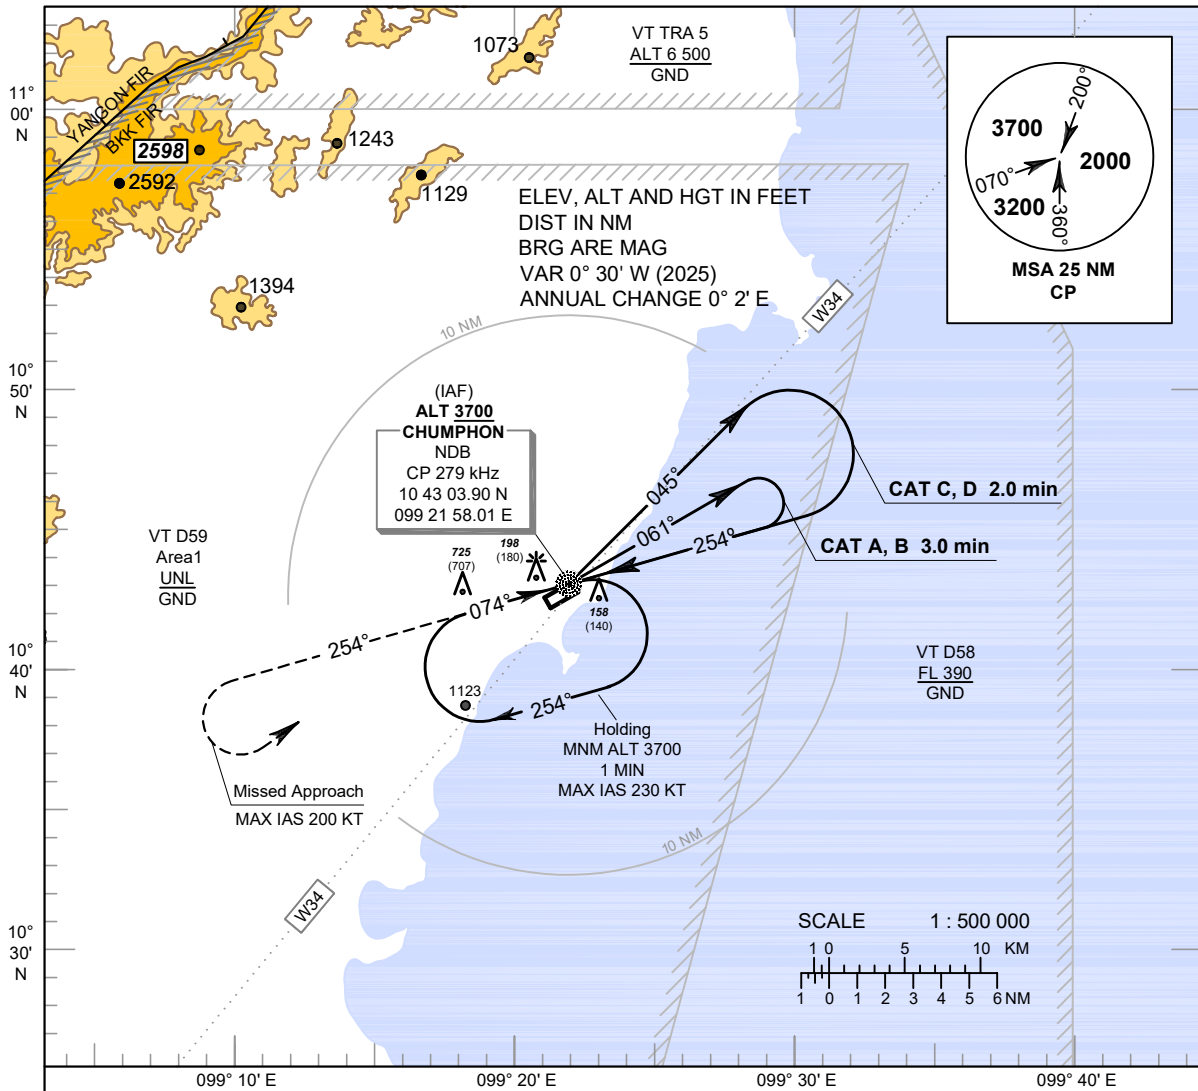 VT TRA 5
ALT 6 500
GND
1073
11°
00'
N
YANGON FIR
BKK FIR
2598
2592
1243
1129
1394
ELEV, ALT AND HGT IN FEET
DIST IN NM
BRG ARE MAG
VAR 0° 30' W (2025)
ANNUAL CHANGE 0° 2' E
200°
3700
2000
070°
3200
360°
MSA 25 NM
CP
W34
10 NM
10°
50'
N
(IAF)
ALT 3700
CHUMPHON
NDB
CP 279 kHz
10 43 03.90 N
099 21 58.01 E
045°
061°
254°
CAT C, D 2.0 min
CAT A, B 3.0 min
VT D59
Area1
UNL
GND
725
(707)
198
(180)
158
(140)
074°
254°
10°
40'
N
VT D58
FL 390
GND
1123
254°
Holding
MNM ALT 3700
1 MIN
MAX IAS 230 KT
Missed Approach
MAX IAS 200 KT
10 NM
W34
10°
30'
N
SCALE 1 : 500 000
1 0 5 10 KM
1 0 1 2 3 4 5 6 NM
099° 10' E
099° 20' E
099° 30' E
099° 40' E